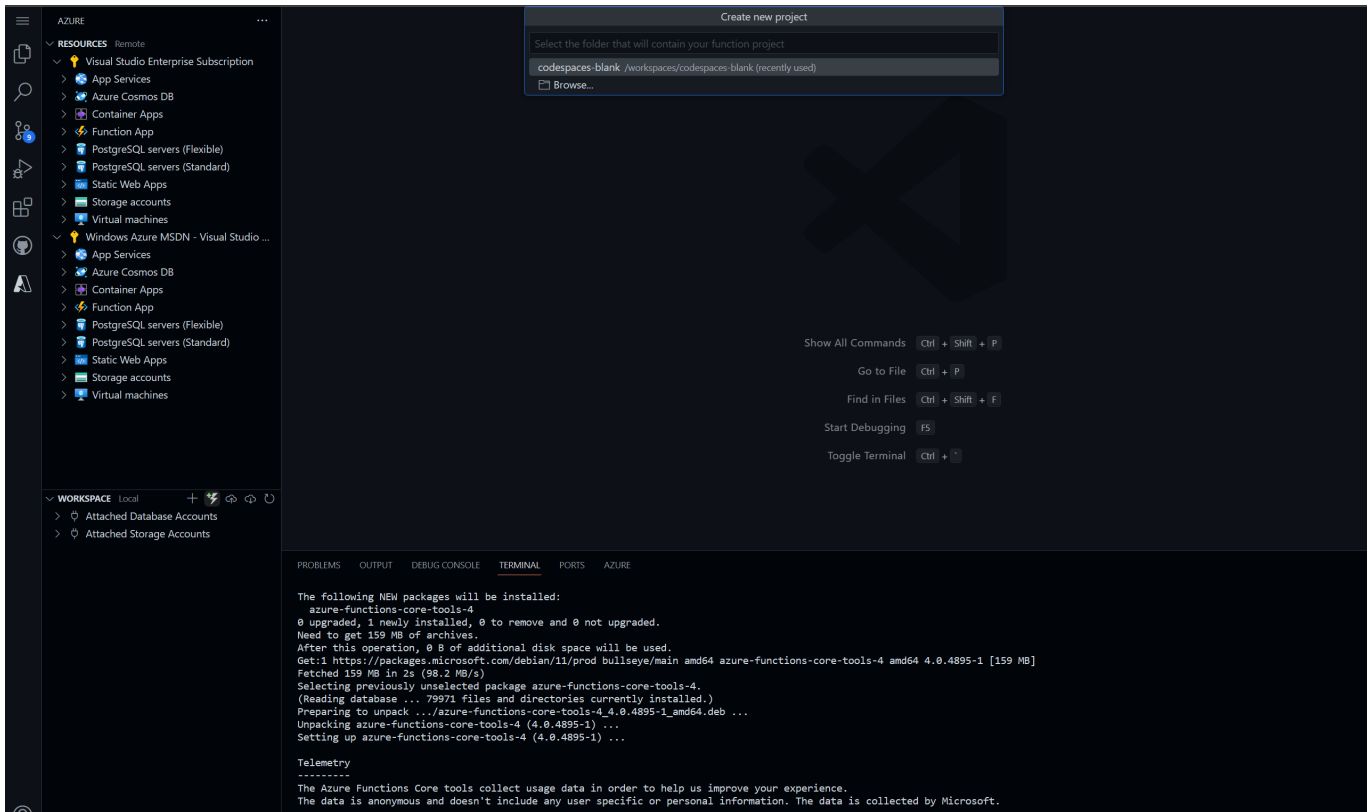 AZURE
RESOURCES Remote
Visual Studio Enterprise Subscription
App Services
Azure Cosmos DB
Container Apps
Function App
PostgreSQL servers (Flexible)
PostgreSQL servers (Standard)
Static Web Apps
Storage accounts
Virtual machines
Windows Azure MSDN - Visual Studio ...
App Services
Azure Cosmos DB
Container Apps
Function App
PostgreSQL servers (Flexible)
PostgreSQL servers (Standard)
Static Web Apps
Storage accounts
Virtual machines
9
WORKSPACE Local
Attached Database Accounts
Attached Storage Accounts
Create new project
Select the folder that will contain your function project
codespaces-blank /workspaces/codespaces-blank (recently used)
Browse...
Show All Commands Ctrl + Shift + P
Go to File Ctrl + P
Find in Files Ctrl + Shift + F
Start Debugging F5
Toggle Terminal Ctrl + `
PROBLEMS OUTPUT DEBUG CONSOLE TERMINAL PORTS AZURE
The following NEW packages will be installed:
azure-functions-core-tools-4
0 upgraded, 1 newly installed, 0 to remove and 0 not upgraded.
Need to get 159 MB of archives.
After this operation, 0 B of additional disk space will be used.
Get:1 https://packages.microsoft.com/debian/11/prod bullseye/main amd64 azure-functions-core-tools-4 amd64 4.0.4895-1 [159 MB]
Fetched 159 MB in 2s (98.2 MB/s)
Selecting previously unselected package azure-functions-core-tools-4.
(Reading database ... 79971 files and directories currently installed.)
Preparing to unpack .../azure-functions-core-tools-4_4.0.4895-1_amd64.deb ...
Unpacking azure-functions-core-tools-4 (4.0.4895-1) ...
Setting up azure-functions-core-tools-4 (4.0.4895-1) ...
Telemetry
---------
The Azure Functions Core tools collect usage data in order to help us improve your experience.
The data is anonymous and doesn't include any user specific or personal information. The data is collected by Microsoft.